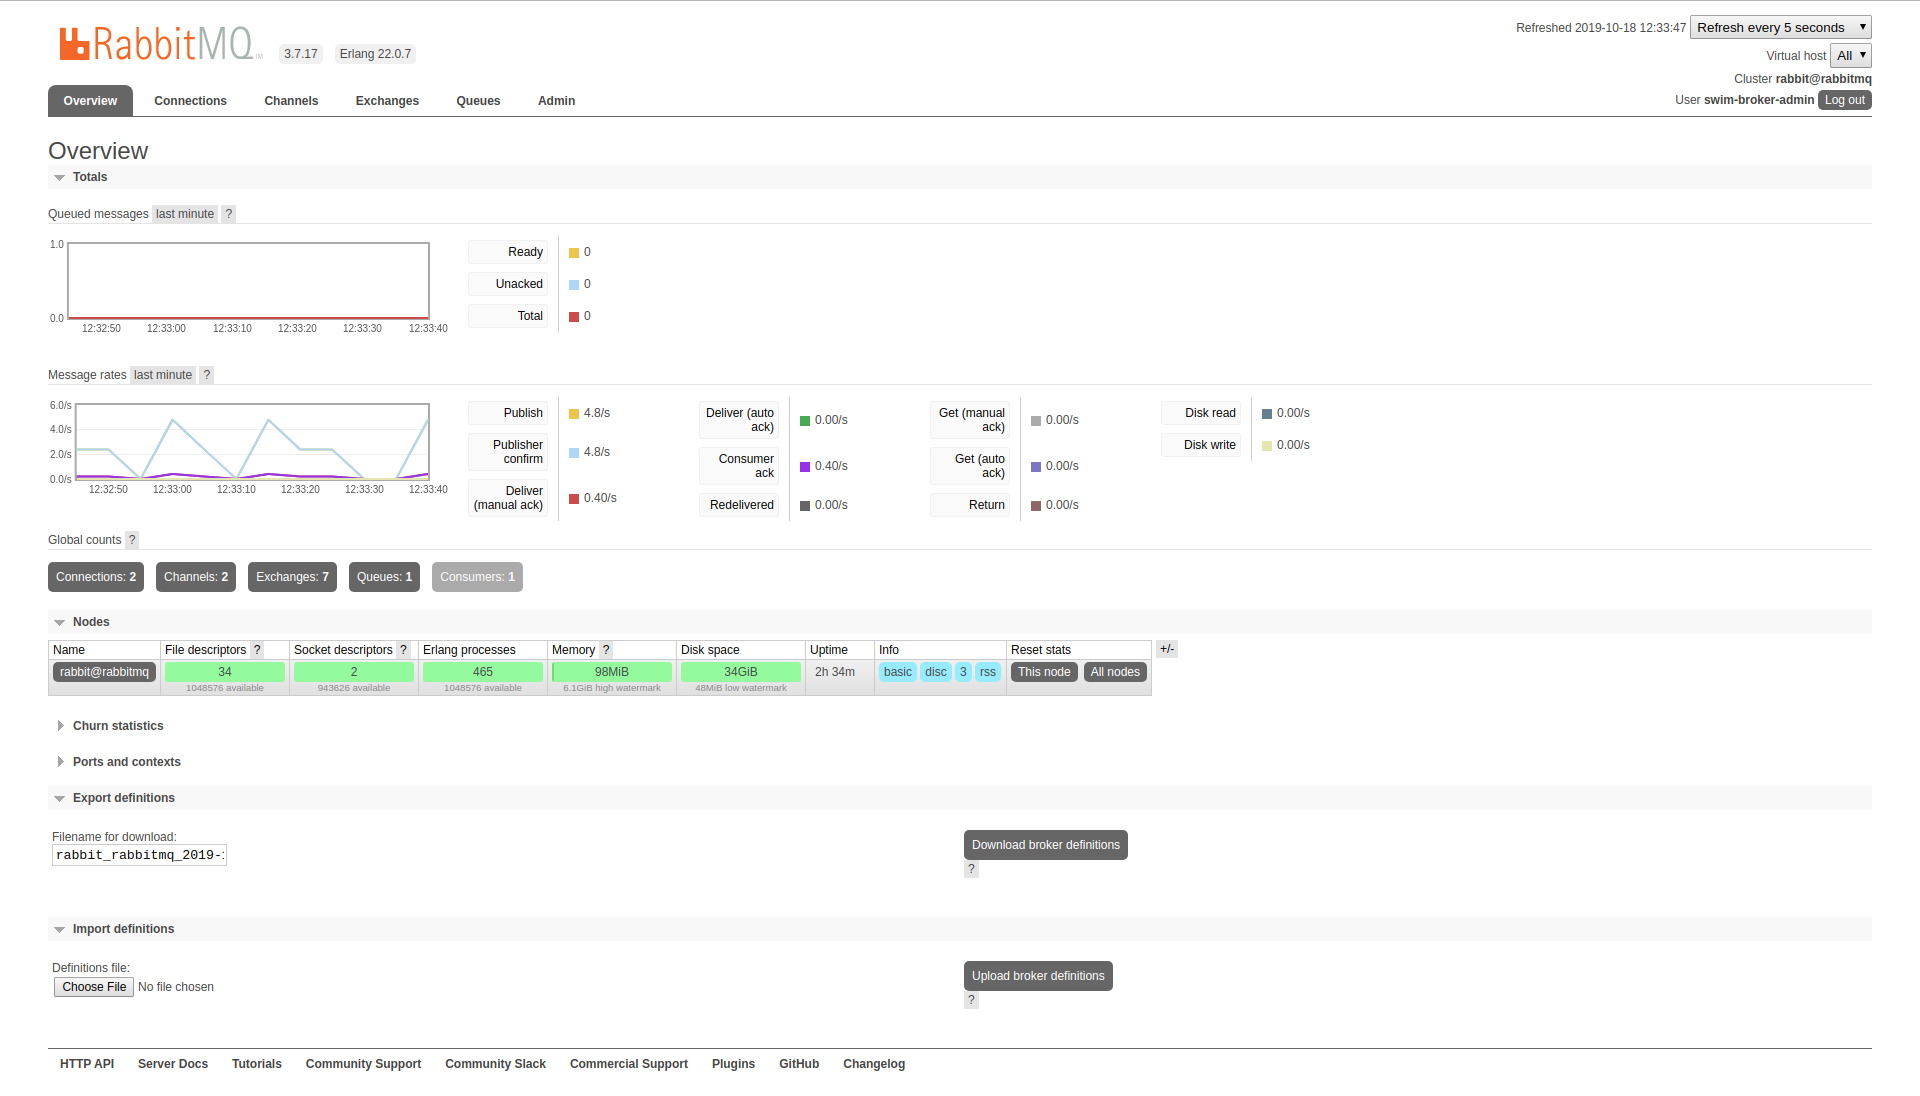 RabbitMQ TM 3.7.17 Erlang 22.0.7
Refreshed 2019-10-18 12:33:47 Refresh every 5 seconds
Virtual host All
Cluster rabbit@rabbitmq
User swim-broker-admin Log out
Overview Connections Channels Exchanges Queues Admin
Overview
Totals
Queued messages last minute ?
1.0
0.0
12:32:50 12:33:00 12:33:10 12:33:20 12:33:30 12:33:40
Ready 0
Unacked 0
Total 0
Message rates last minute ?
6.0/s
4.0/s
2.0/s
0.0/s
12:32:50 12:33:00 12:33:10 12:33:20 12:33:30 12:33:40
Publish 4.8/s
Publisher
confirm 4.8/s
Deliver
(manual ack) 0.40/s
Deliver (auto
ack) 0.00/s
Consumer
ack 0.40/s
Redelivered 0.00/s
Get (manual
ack) 0.00/s
Get (auto
ack) 0.00/s
Return 0.00/s
Disk read 0.00/s
Disk write 0.00/s
Global counts ?
Connections: 2 Channels: 2 Exchanges: 7 Queues: 1 Consumers: 1
Nodes
Name File descriptors ? Socket descriptors ? Erlang processes Memory ? Disk space Uptime Info Reset stats +/-
rabbit@rabbitmq 34 2 465 98MiB 34GiB 2h 34m basic disc 3 rss This node All nodes
1048576 available 943626 available 1048576 available 6.1GiB high watermark 48MiB low watermark
Churn statistics
Ports and contexts
Export definitions
Filename for download:
rabbit_rabbitmq_2019-
Download broker definitions
?
Import definitions
Definitions file:
Choose File No file chosen
Upload broker definitions
?
HTTP API Server Docs Tutorials Community Support Community Slack Commercial Support Plugins GitHub Changelog